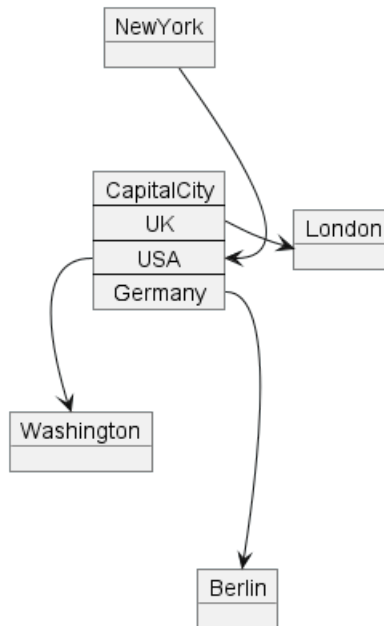 NewYork
CapitalCity
UK
USA
Germany
London
Washington
Berlin